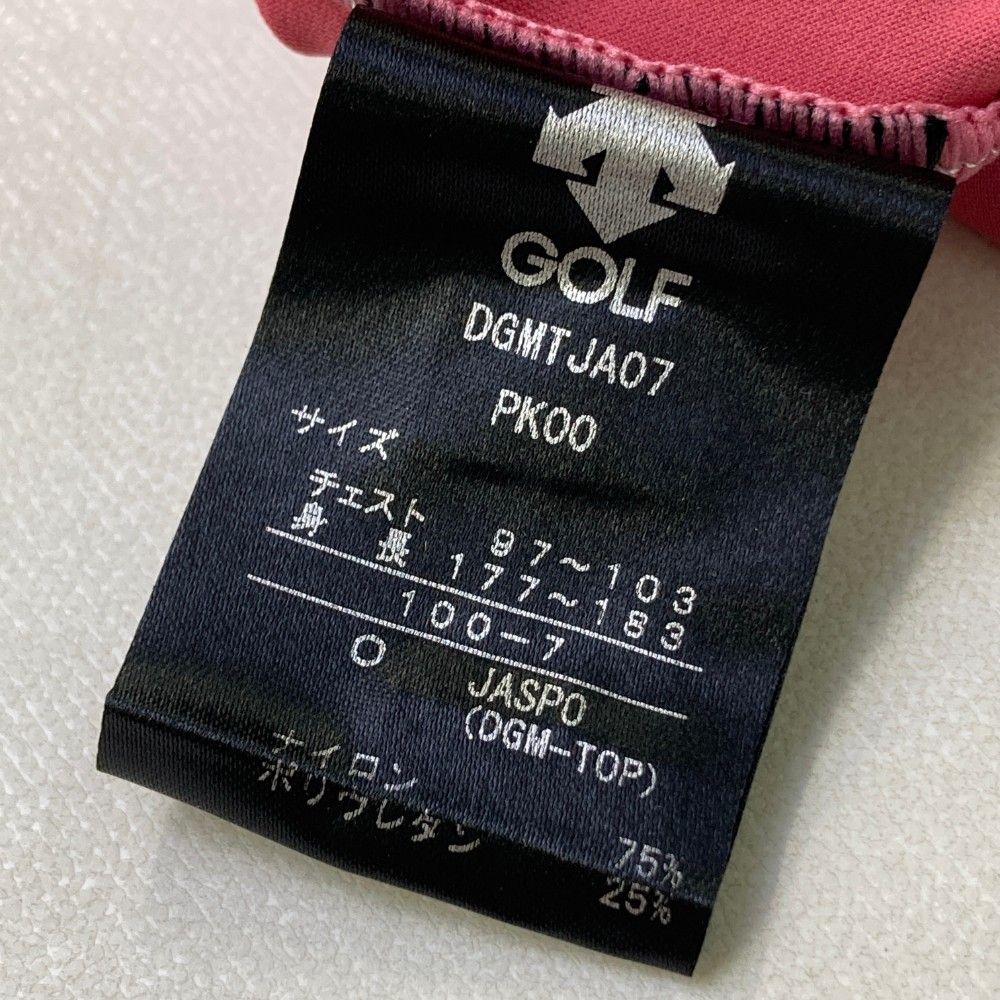 GOLF
DGMTJA07
PK00
サイズ
チェスト 97〜103
身 長 177〜183
100-7
O JASPO
(DGM-TOP)
ナイロン 75%
ポリウレタン 25%